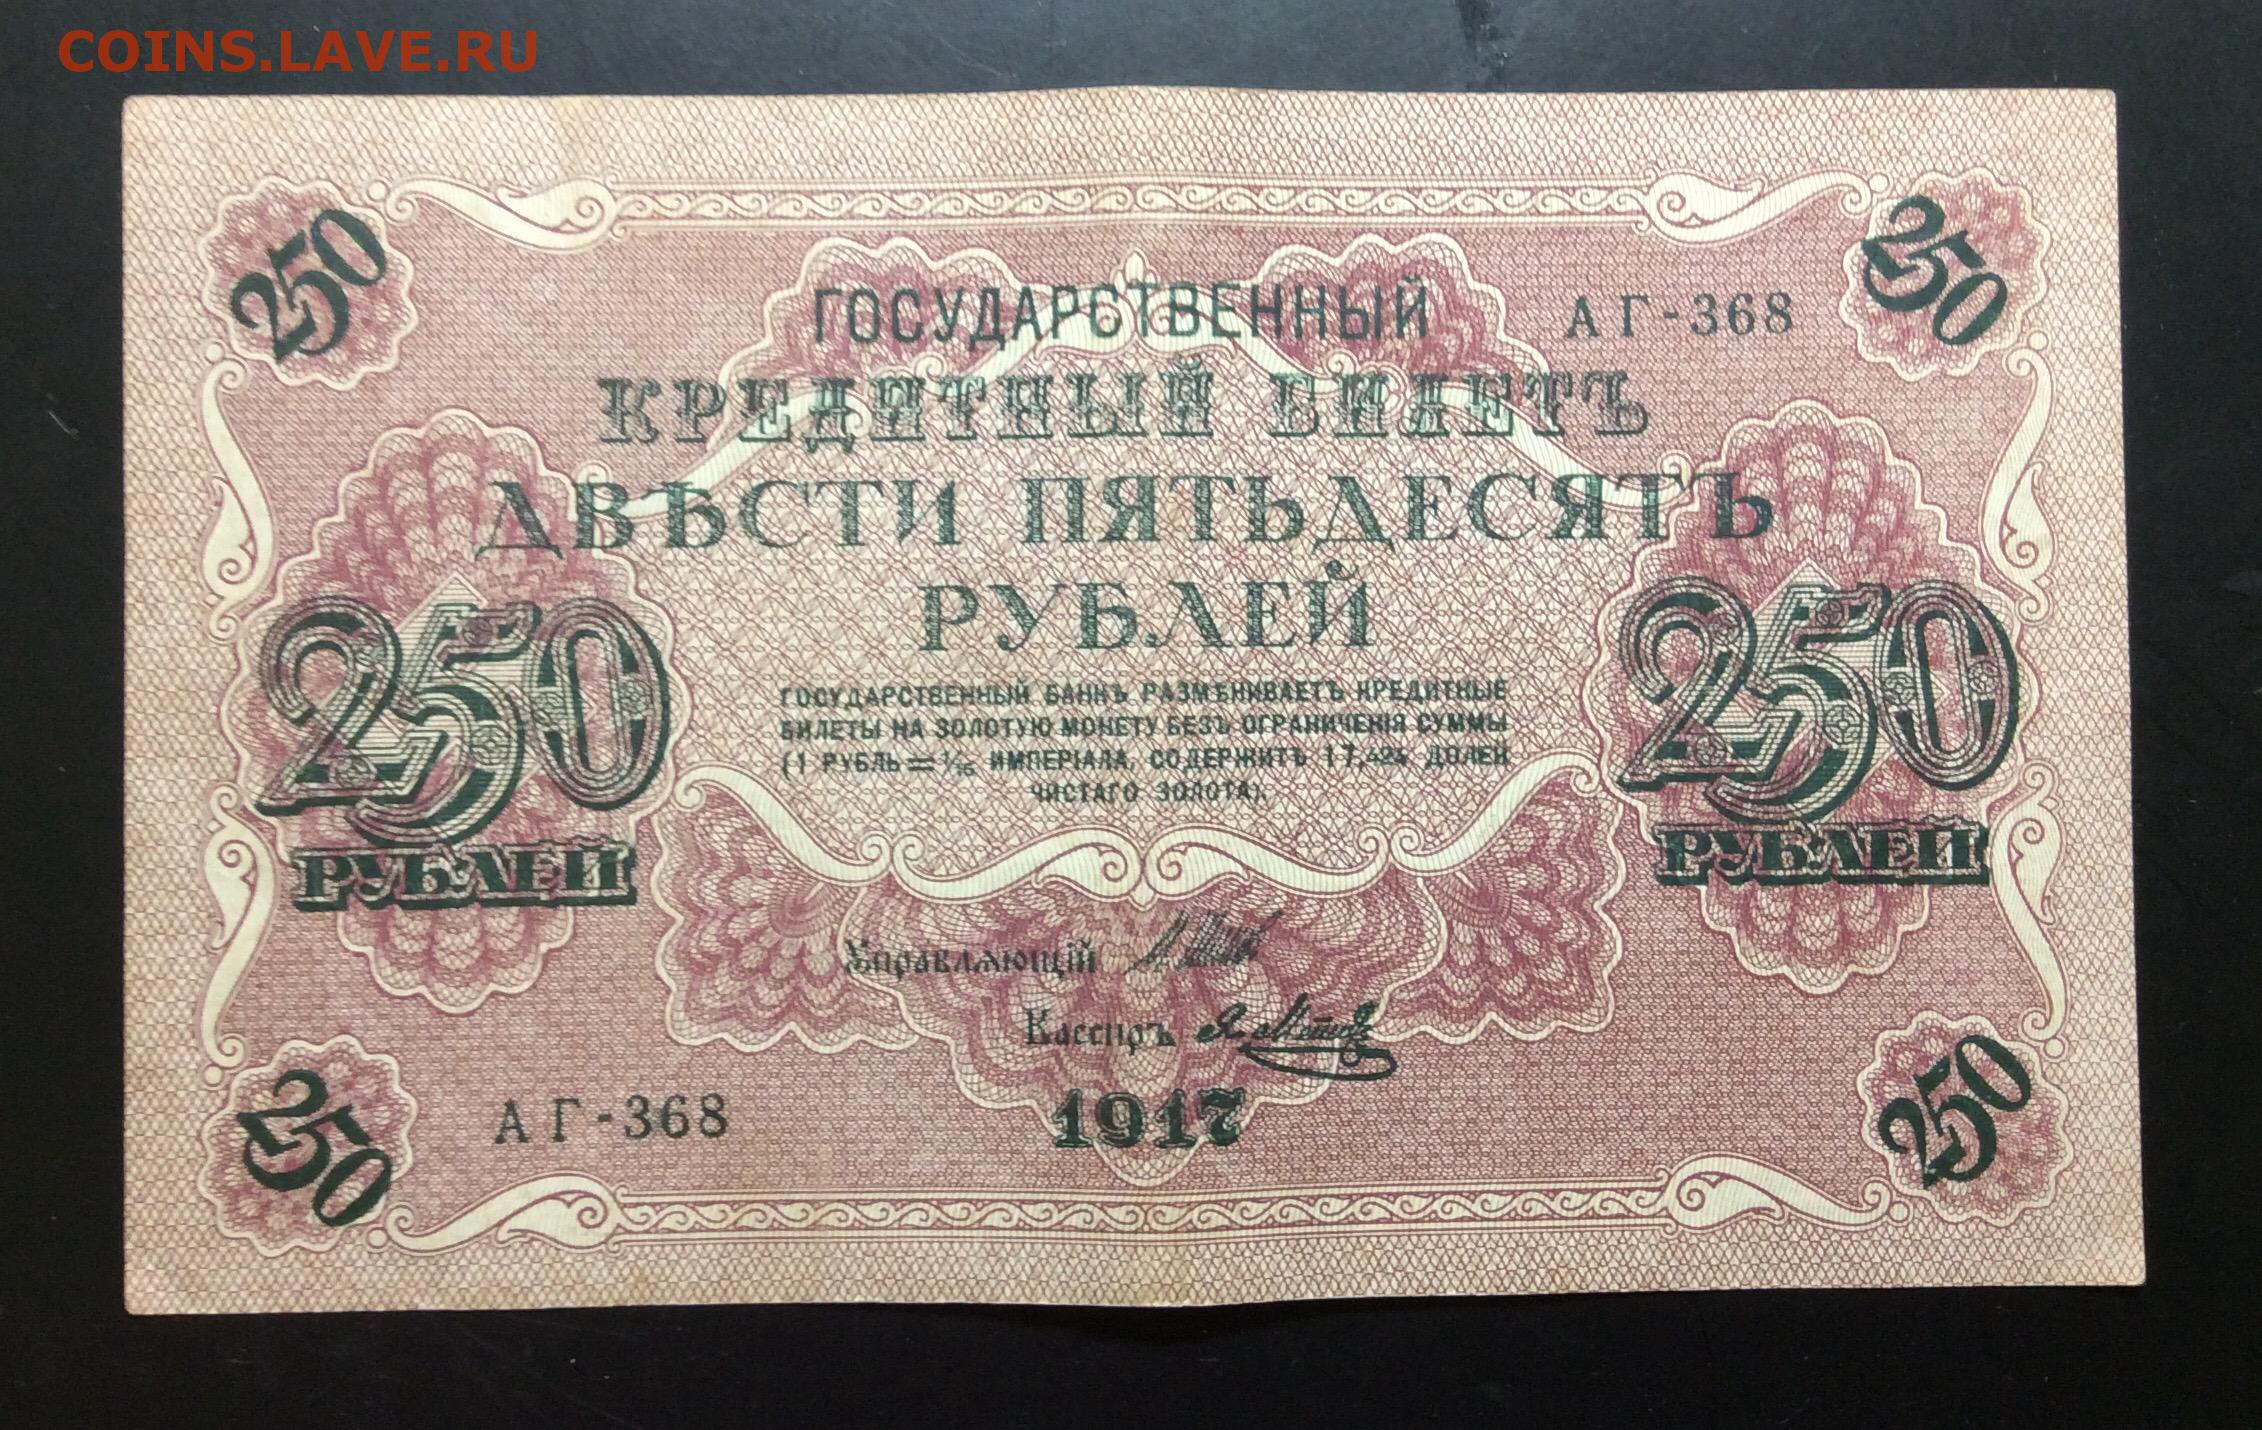 COINS.LAVE.RU
250
250
ГОСУДАРСТВЕННЫЙ
АГ-368
КРЕДИТНЫЙ БИЛЕТЪ
ДВѢСТИ ПЯТЬДЕСЯТЪ
РУБЛЕЙ
250
РУБЛЕЙ
250
РУБЛЕЙ
ГОСУДАРСТВЕННЫЙ БАНКЪ РАЗМѢНИВАЕТЪ КРЕДИТНЫЕ
БИЛЕТЫ НА ЗОЛОТУЮ МОНЕТУ БЕЗЪ ОГРАНИЧЕНІЯ СУММЫ
(1 РУБЛЬ = 1/15 ИМПЕРІАЛА, СОДЕРЖИТЪ 17,424 ДОЛЕЙ
ЧИСТАГО ЗОЛОТА).
Управляющій
Кассиръ
АГ-368
1917
250
250